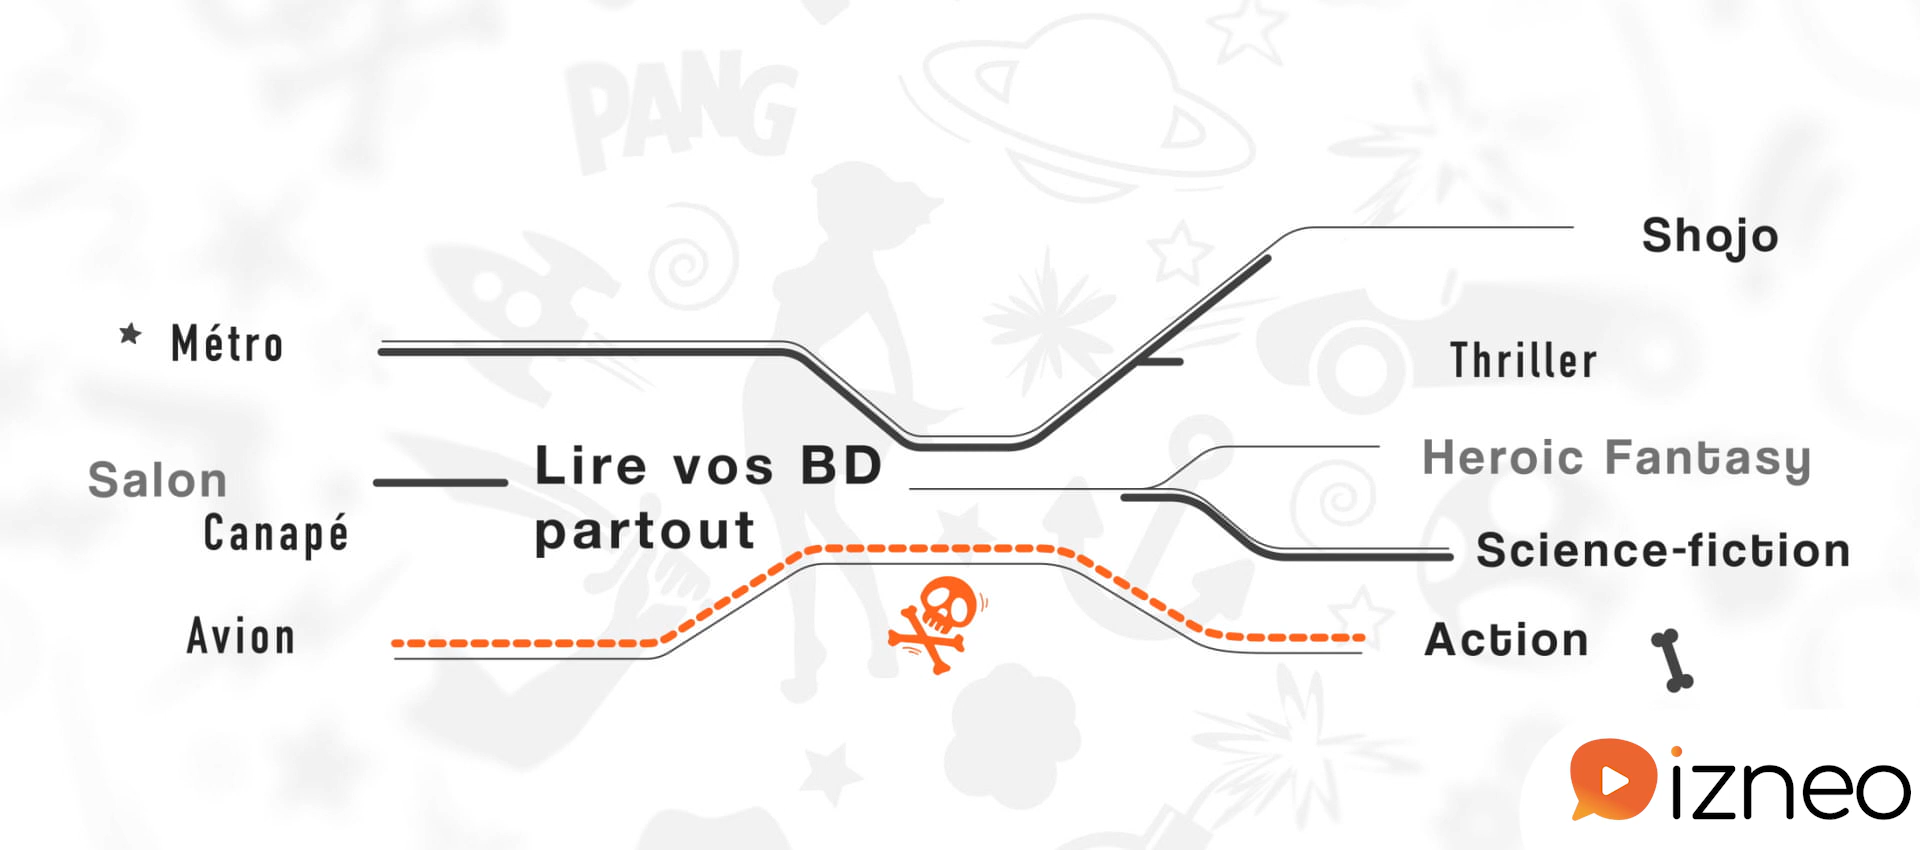 PANG
Métro
Salon
Canapé
Avion
Lire vos BD
partout
Shojo
Thriller
Heroic Fantasy
Science-fiction
Action
izneo